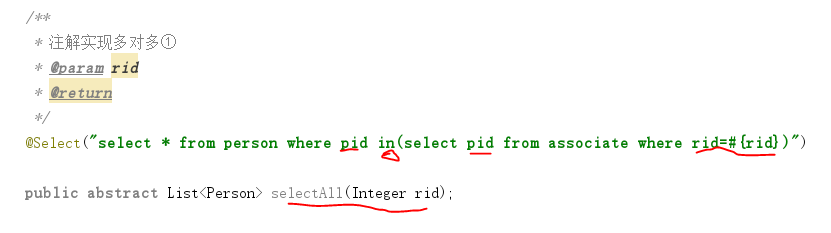 /**
* 注解实现多对多①
* @param rid
* @return
*/
@Select("select * from person where pid in(select pid from associate where rid=#{rid})")
public abstract List<Person> selectAll(Integer rid);